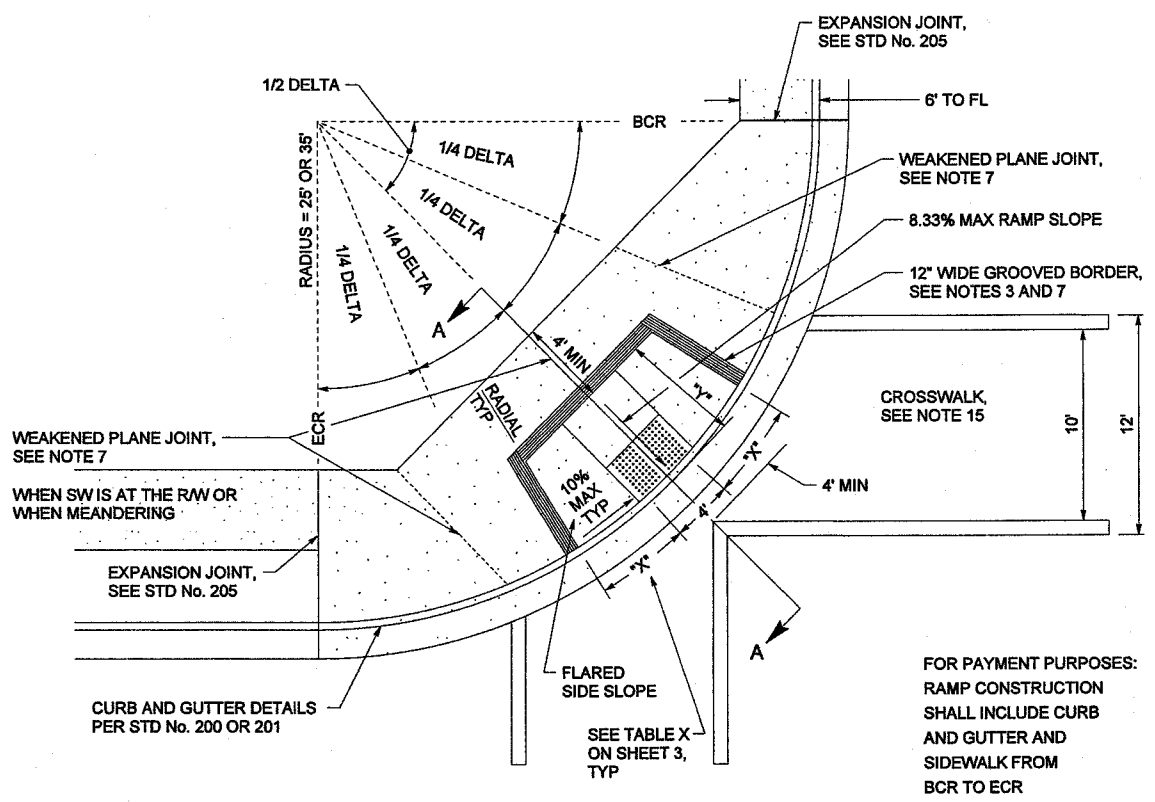 EXPANSION JOINT,
SEE STD No. 205
1/2 DELTA
6' TO FL
BCR
1/4 DELTA
WEAKENED PLANE JOINT,
SEE NOTE 7
RADIUS = 25' OR 35'
1/4 DELTA
8.33% MAX RAMP SLOPE
1/4 DELTA
1/4 DELTA
12" WIDE GROOVED BORDER,
SEE NOTES 3 AND 7
A
4' MIN
"Y"
RADIAL
TYP
CROSSWALK,
SEE NOTE 15
10'
12'
ECR
WEAKENED PLANE JOINT,
SEE NOTE 7
"X"
4' MIN
10%
MAX
TYP
4'
WHEN SW IS AT THE R/W OR
WHEN MEANDERING
"X"
EXPANSION JOINT,
SEE STD No. 205
A
FLARED
SIDE SLOPE
CURB AND GUTTER DETAILS
PER STD No. 200 OR 201
SEE TABLE X
ON SHEET 3,
TYP
FOR PAYMENT PURPOSES:
RAMP CONSTRUCTION
SHALL INCLUDE CURB
AND GUTTER AND
SIDEWALK FROM
BCR TO ECR